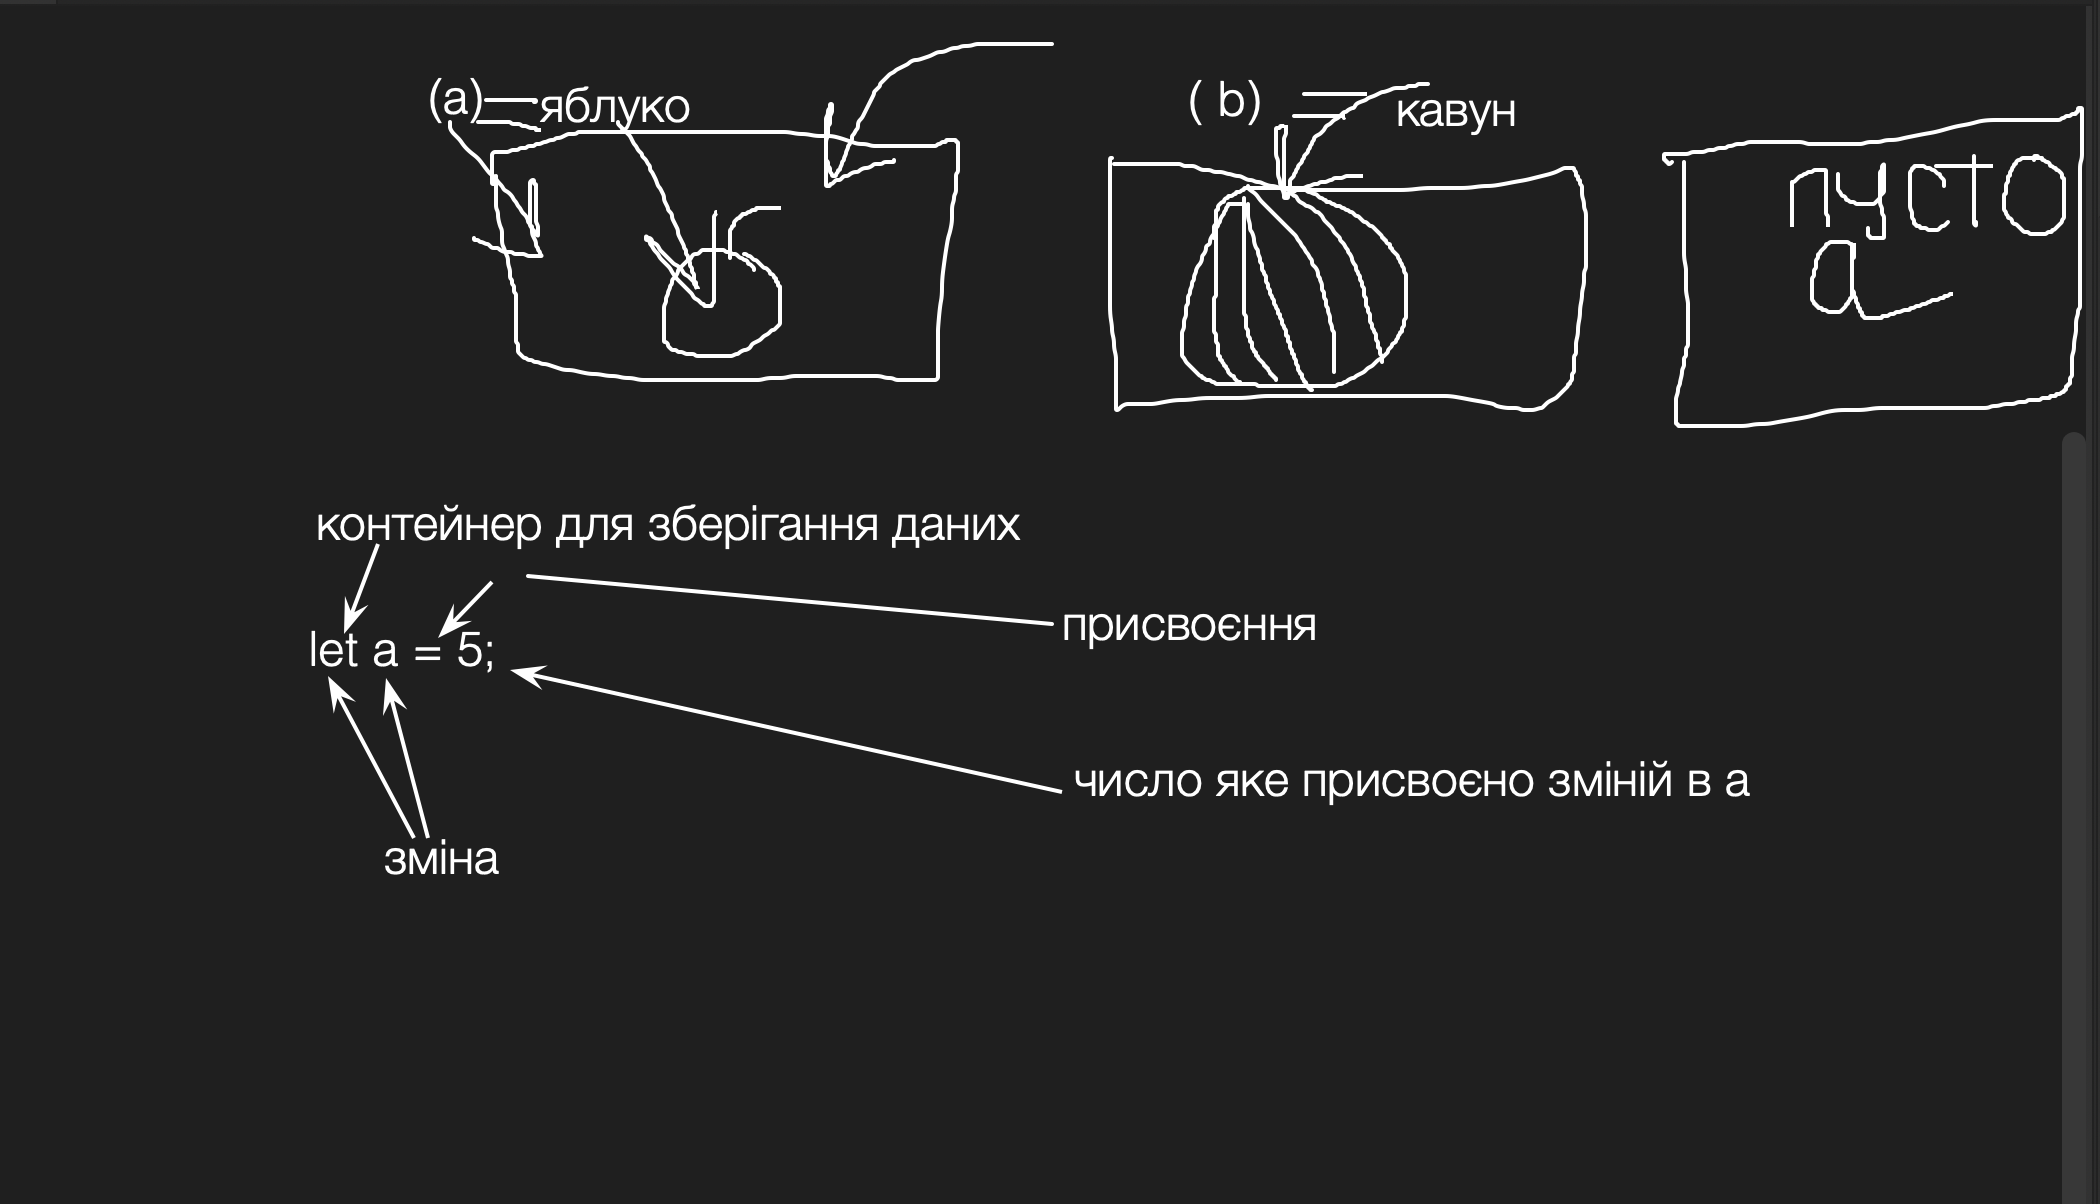 (a) = яблуко
( b) = кавун
пусто
a
контейнер для зберігання даних
let a = 5;
присвоєння
число яке присвоєно зміній в а
зміна